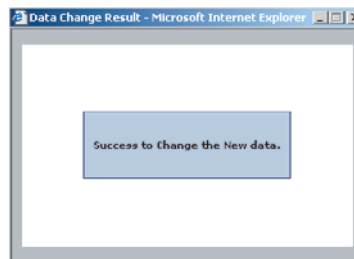 Data Change Result - Microsoft Internet Explorer
Success to Change the New data.